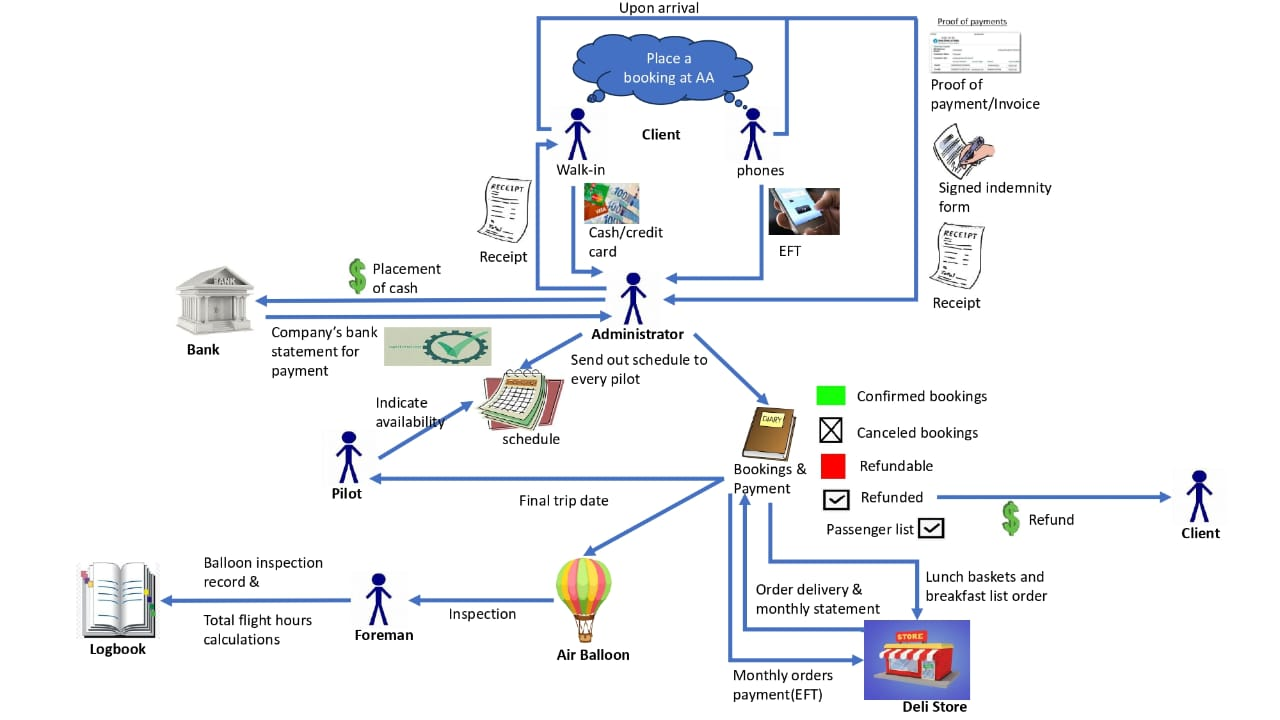 Upon arrival
Proof of payments
Place a
booking at AA
Proof of
payment/Invoice
Client
Walk-in
phones
RECEIPT
Signed indemnity
form
Cash/credit
card
EFT
Receipt
RECEIPT
Receipt
BANK
Placement
of cash
Bank
Company's bank
statement for
payment
Administrator
Send out schedule to
every pilot
Indicate
availability
schedule
Confirmed bookings
DIARY
Canceled bookings
Bookings &
Payment
Refundable
Refunded
Passenger list
Refund
Client
Pilot
Final trip date
Balloon inspection
record &
Total flight hours
calculations
Logbook
Foreman
Inspection
Air Balloon
Order delivery &
monthly statement
Lunch baskets and
breakfast list order
STORE
Monthly orders
payment(EFT)
Deli Store